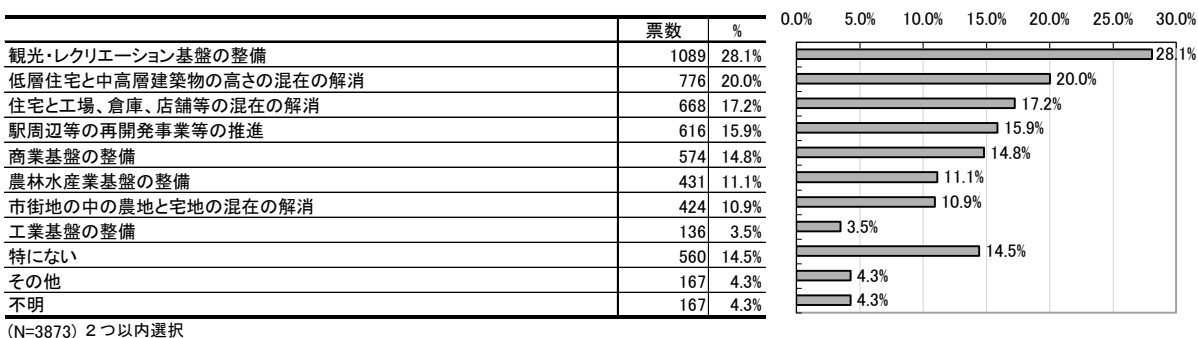 票数 %
観光・レクリエーション基盤の整備 1089 28.1%
低層住宅と中高層建築物の高さの混在の解消 776 20.0%
住宅と工場、倉庫、店舗等の混在の解消 668 17.2%
駅周辺等の再開発事業等の推進 616 15.9%
商業基盤の整備 574 14.8%
農林水産業基盤の整備 431 11.1%
市街地の中の農地と宅地の混在の解消 424 10.9%
工業基盤の整備 136 3.5%
特にない 560 14.5%
その他 167 4.3%
不明 167 4.3%
(N=3873) 2つ以内選択
0.0% 5.0% 10.0% 15.0% 20.0% 25.0% 30.0%
28.1%
20.0%
17.2%
15.9%
14.8%
11.1%
10.9%
3.5%
14.5%
4.3%
4.3%